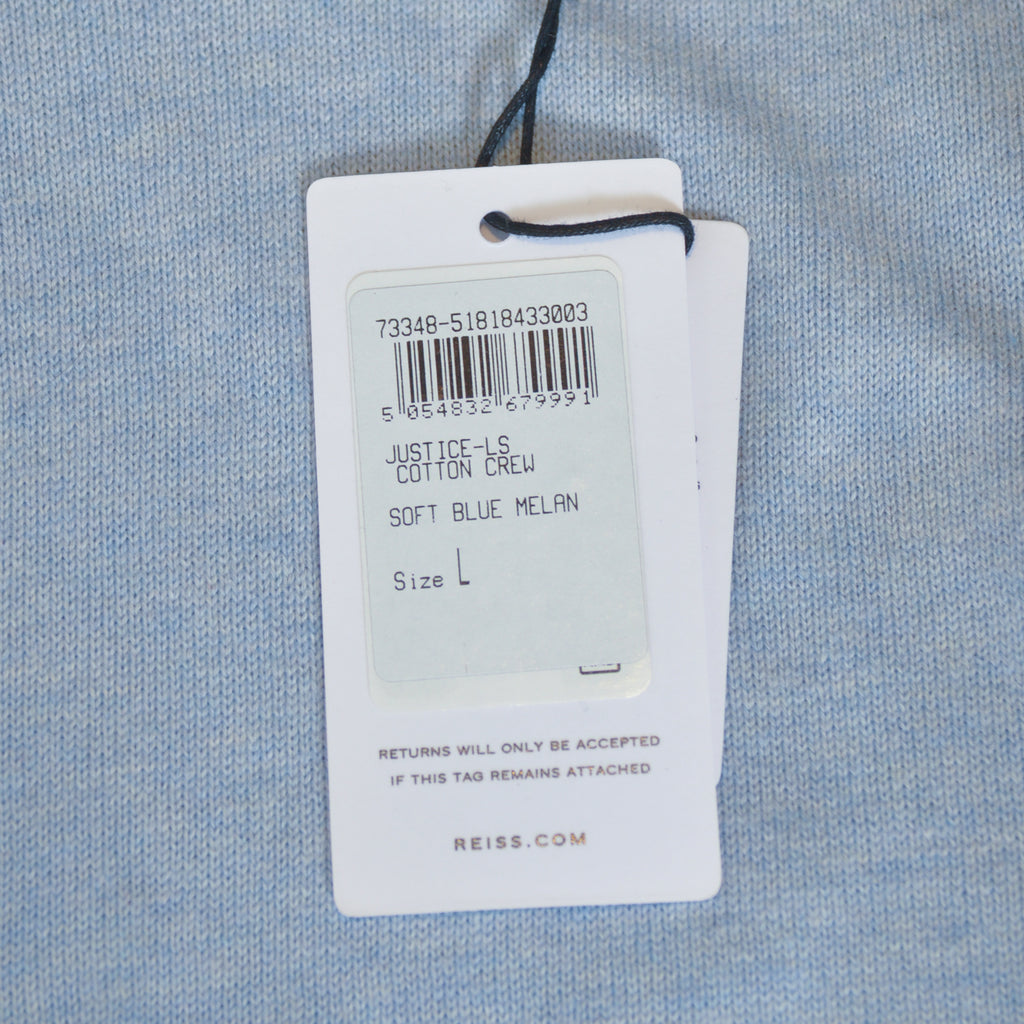 73348-51818433003
5 054832 679991
JUSTICE-LS
COTTON CREW
SOFT BLUE MELAN
Size L
RETURNS WILL ONLY BE ACCEPTED
IF THIS TAG REMAINS ATTACHED
REISS.COM